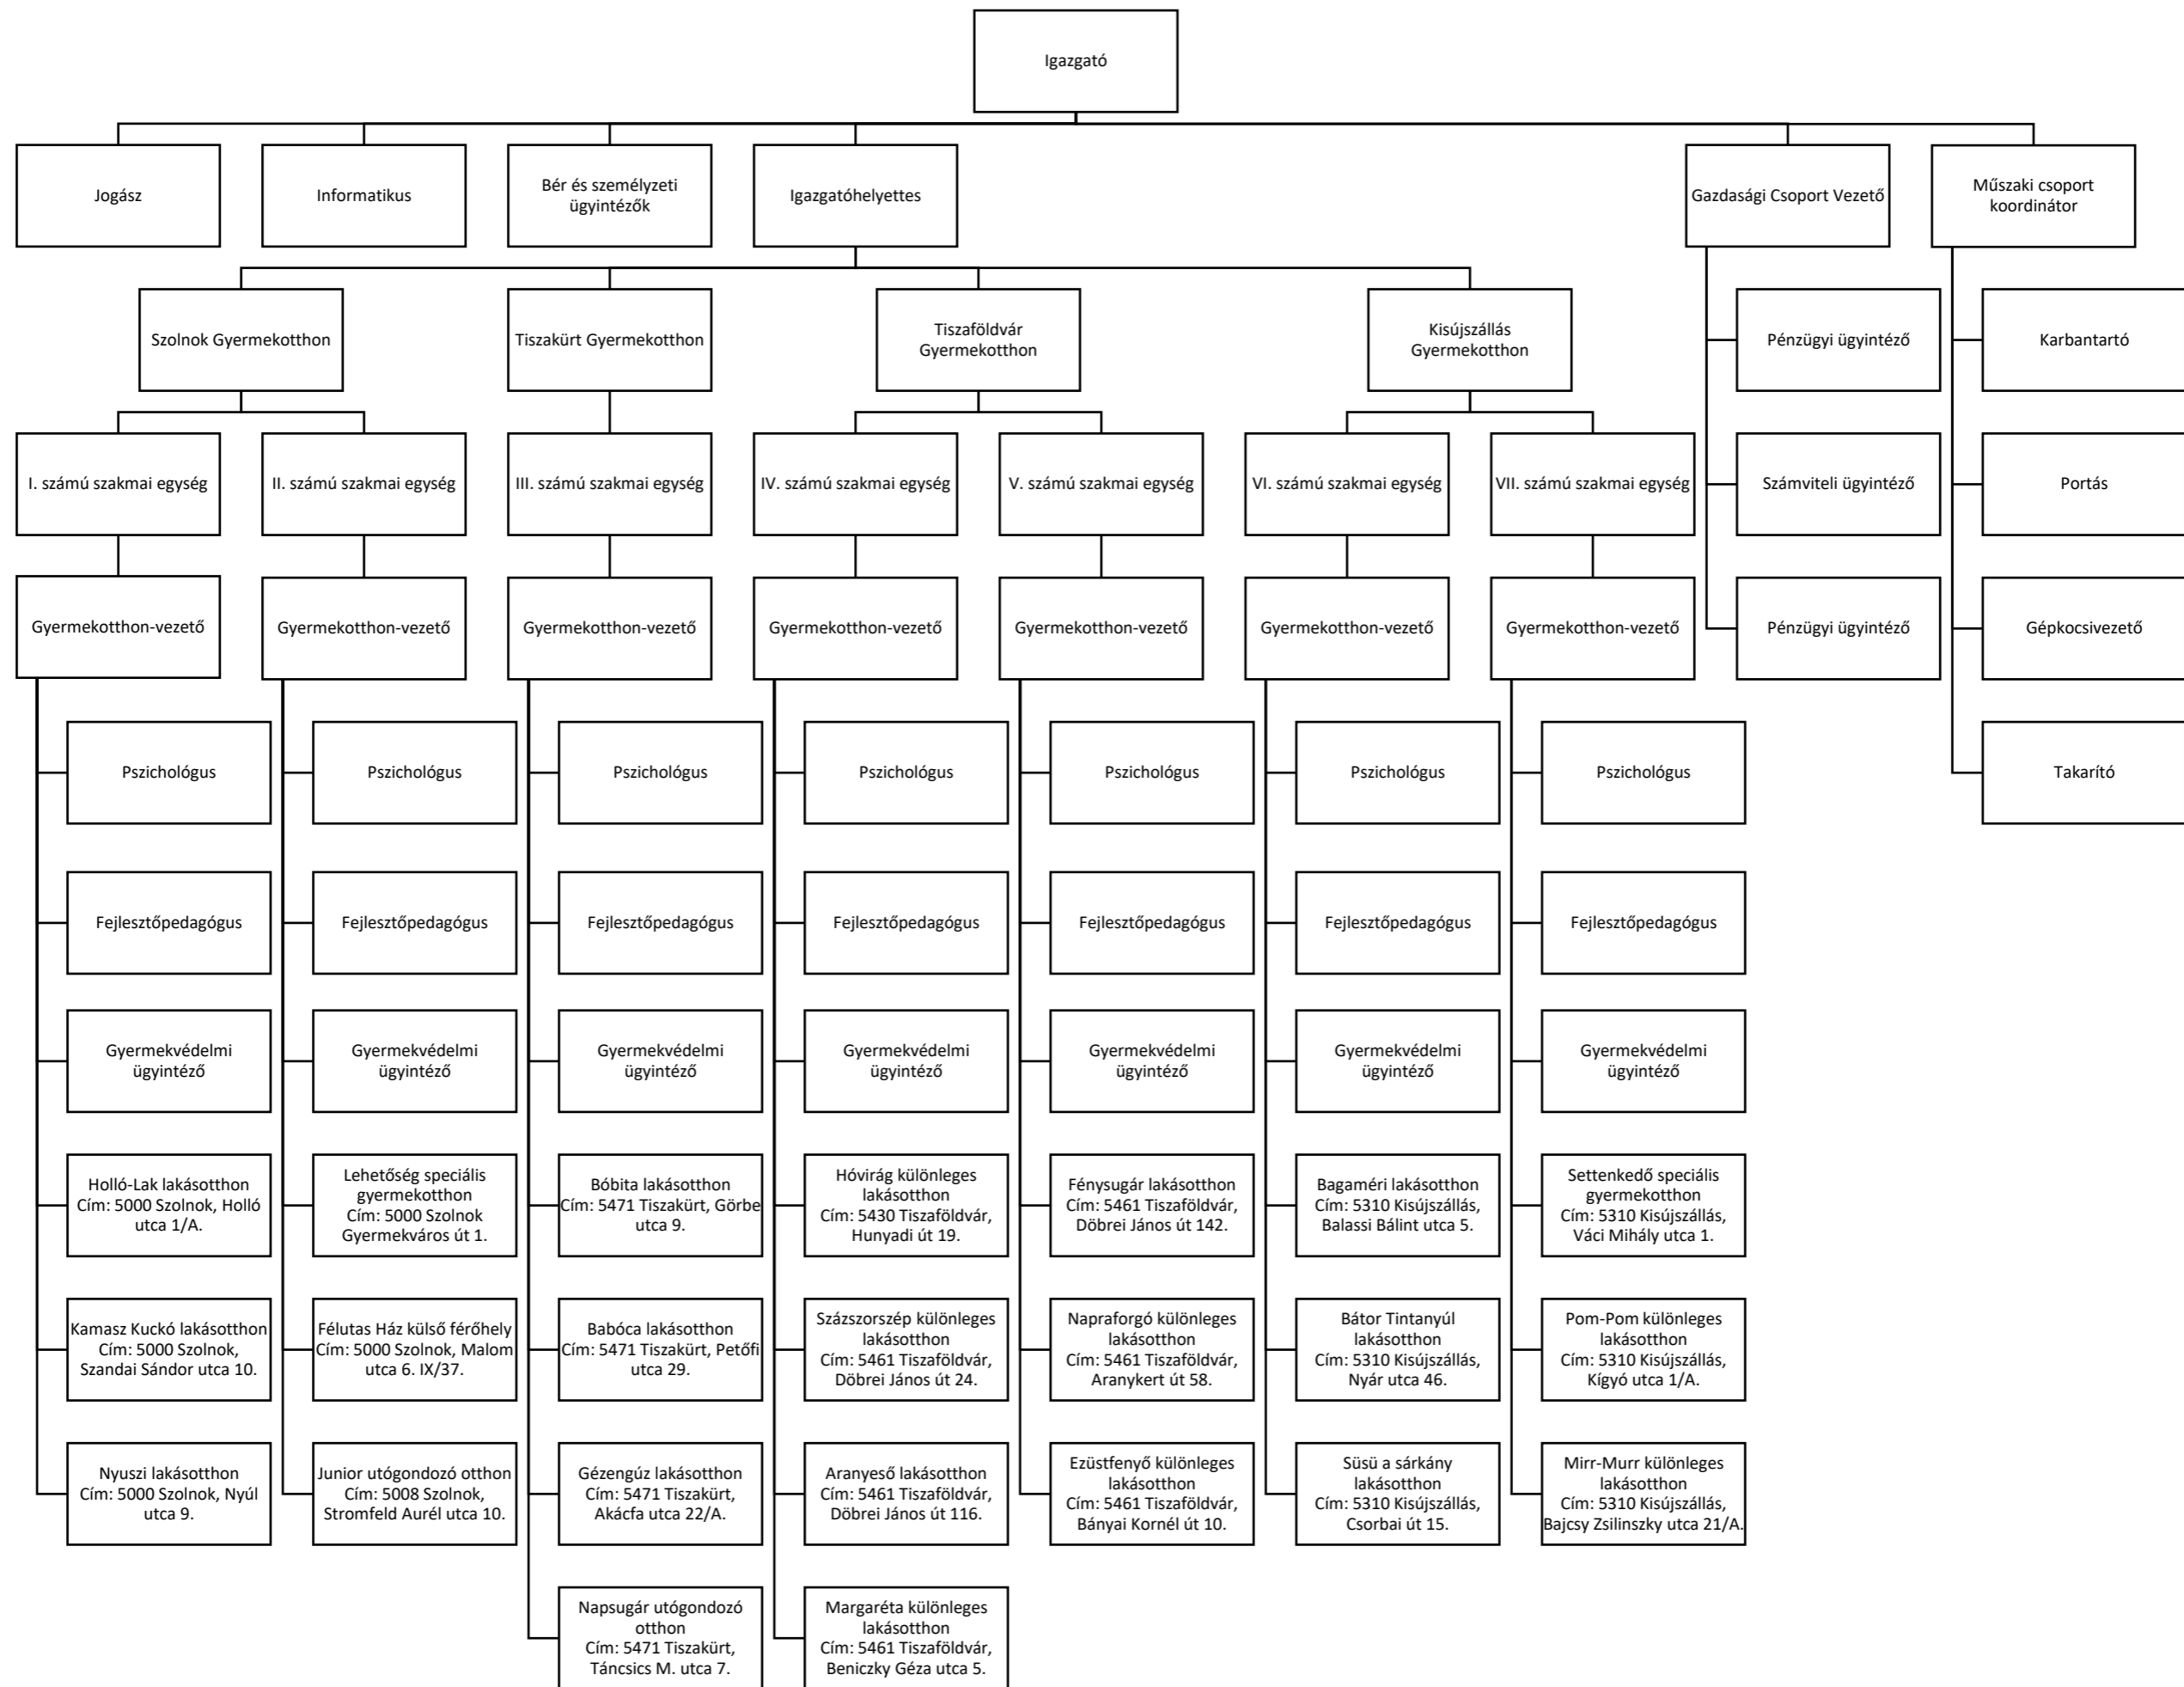 Igazgató
Jogász
Informatikus
Bér és személyzeti
ügyintézők
Igazgatóhelyettes
Gazdasági Csoport Vezető
Műszaki csoport
koordinátor
Szolnok Gyermekotthon
Tiszakürt Gyermekotthon
Tiszaföldvár
Gyermekotthon
Kisújszállás
Gyermekotthon
Pénzügyi ügyintéző
Karbantartó
I. számú szakmai egység
II. számú szakmai egység
III. számú szakmai egység
IV. számú szakmai egység
V. számú szakmai egység
VI. számú szakmai egység
VII. számú szakmai egység
Számviteli ügyintéző
Portás
Gyermekotthon-vezető
Gyermekotthon-vezető
Gyermekotthon-vezető
Gyermekotthon-vezető
Gyermekotthon-vezető
Gyermekotthon-vezető
Gyermekotthon-vezető
Pénzügyi ügyintéző
Gépkocsivezető
Pszichológus
Pszichológus
Pszichológus
Pszichológus
Pszichológus
Pszichológus
Pszichológus
Takarító
Fejlesztőpedagógus
Fejlesztőpedagógus
Fejlesztőpedagógus
Fejlesztőpedagógus
Fejlesztőpedagógus
Fejlesztőpedagógus
Fejlesztőpedagógus
Gyermekvédelmi
ügyintéző
Gyermekvédelmi
ügyintéző
Gyermekvédelmi
ügyintéző
Gyermekvédelmi
ügyintéző
Gyermekvédelmi
ügyintéző
Gyermekvédelmi
ügyintéző
Gyermekvédelmi
ügyintéző
Holló-Lak lakásotthon
Cím: 5000 Szolnok, Holló
utca 1/A.
Lehetőség speciális
gyermekotthon
Cím: 5000 Szolnok
Gyermekváros út 1.
Bóbita lakásotthon
Cím: 5471 Tiszakürt, Görbe
utca 9.
Hóvirág különleges
lakásotthon
Cím: 5430 Tiszaföldvár,
Hunyadi út 19.
Fénysugár lakásotthon
Cím: 5461 Tiszaföldvár,
Döbrei János út 142.
Bagaméri lakásotthon
Cím: 5310 Kisújszállás,
Balassi Bálint utca 5.
Settenkedő speciális
gyermekotthon
Cím: 5310 Kisújszállás,
Váci Mihály utca 1.
Kamasz Kuckó lakásotthon
Cím: 5000 Szolnok,
Szandai Sándor utca 10.
Félutas Ház külső férőhely
Cím: 5000 Szolnok, Malom
utca 6. IX/37.
Babóca lakásotthon
Cím: 5471 Tiszakürt, Petőfi
utca 29.
Százszorszép különleges
lakásotthon
Cím: 5461 Tiszaföldvár,
Döbrei János út 24.
Napraforgó különleges
lakásotthon
Cím: 5461 Tiszaföldvár,
Aranykert út 58.
Bátor Tintanyúl
lakásotthon
Cím: 5310 Kisújszállás,
Nyár utca 46.
Pom-Pom különleges
lakásotthon
Cím: 5310 Kisújszállás,
Kígyó utca 1/A.
Nyuszi lakásotthon
Cím: 5000 Szolnok, Nyúl
utca 9.
Junior utógondozó otthon
Cím: 5008 Szolnok,
Stromfeld Aurél utca 10.
Gézengúz lakásotthon
Cím: 5471 Tiszakürt,
Akácfa utca 22/A.
Aranyeső lakásotthon
Cím: 5461 Tiszaföldvár,
Döbrei János út 116.
Ezüstfenyő különleges
lakásotthon
Cím: 5461 Tiszaföldvár,
Bányai Kornél út 10.
Süsü a sárkány
lakásotthon
Cím: 5310 Kisújszállás,
Csorbai út 15.
Mirr-Murr különleges
lakásotthon
Cím: 5310 Kisújszállás,
Bajcsy Zsilinszky utca 21/A.
Napsugár utógondozó
otthon
Cím: 5471 Tiszakürt,
Táncsics M. utca 7.
Margaréta különleges
lakásotthon
Cím: 5461 Tiszaföldvár,
Beniczky Géza utca 5.